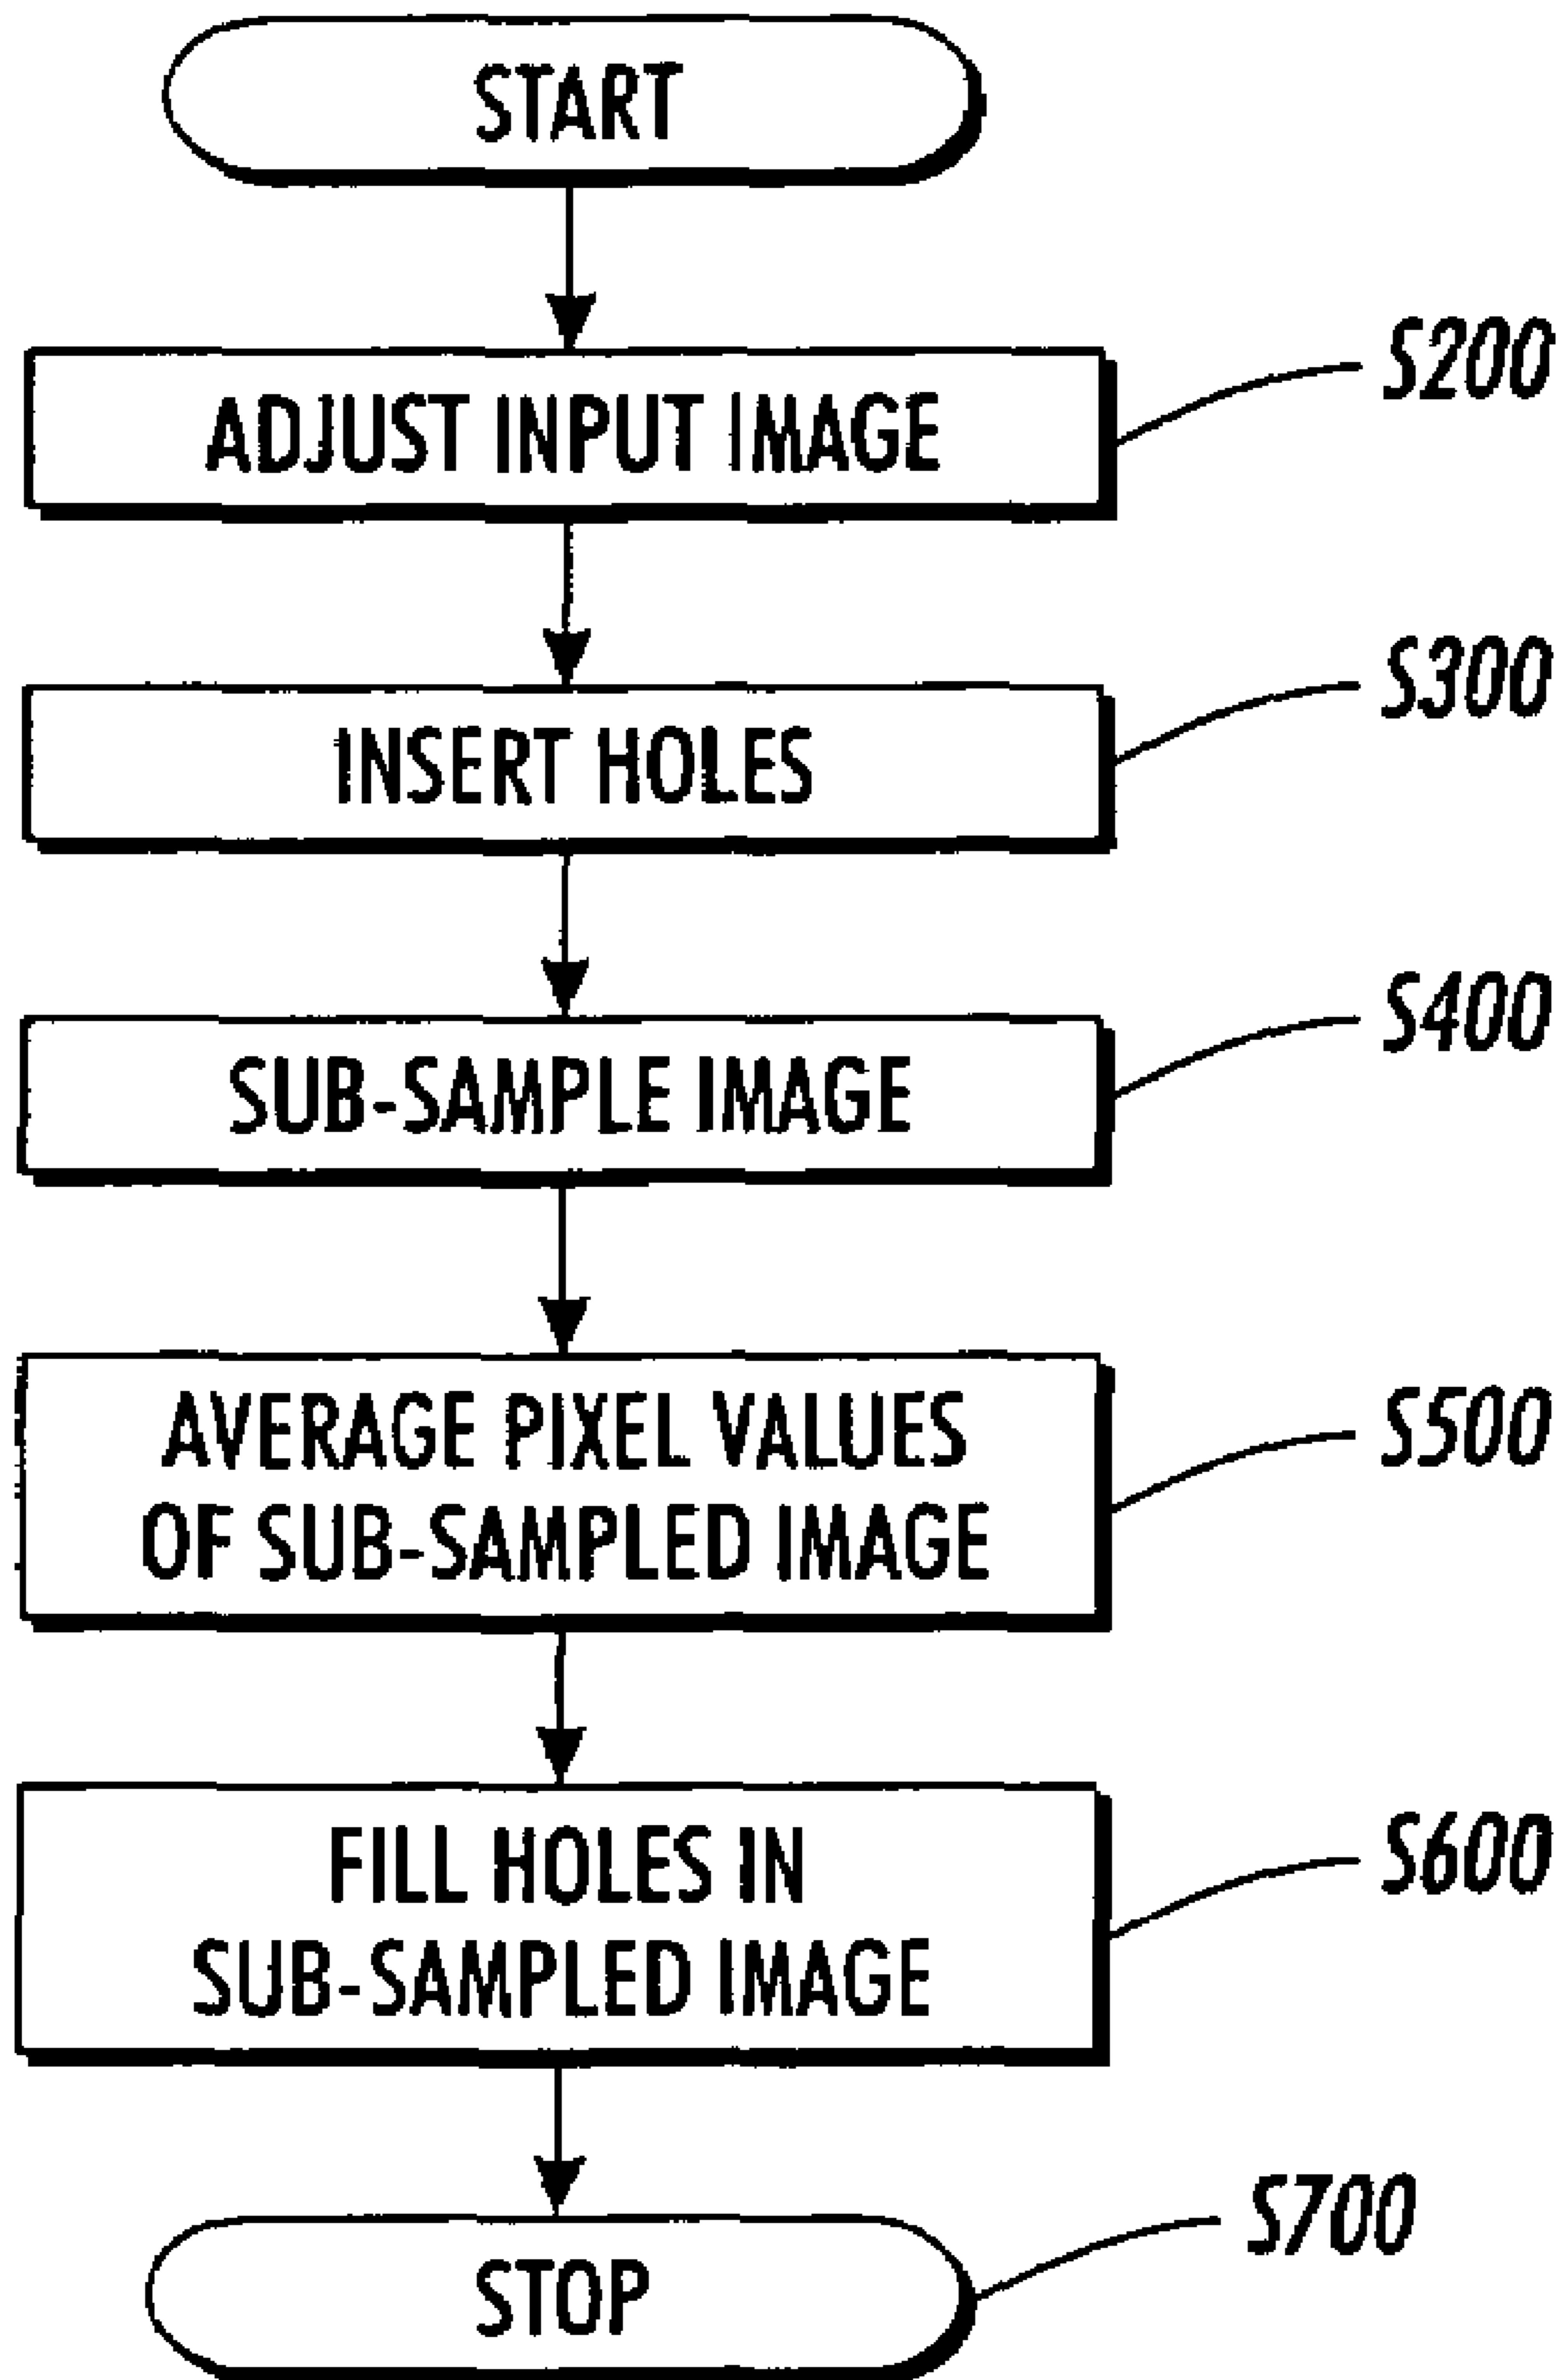 START
ADJUST INPUT IMAGE
S200
INSERT HOLES
S300
SUB-SAMPLE IMAGE
S400
AVERAGE PIXEL VALUES
OF SUB-SAMPLED IMAGE
S500
FILL HOLES IN
SUB-SAMPLED IMAGE
S600
STOP
S700